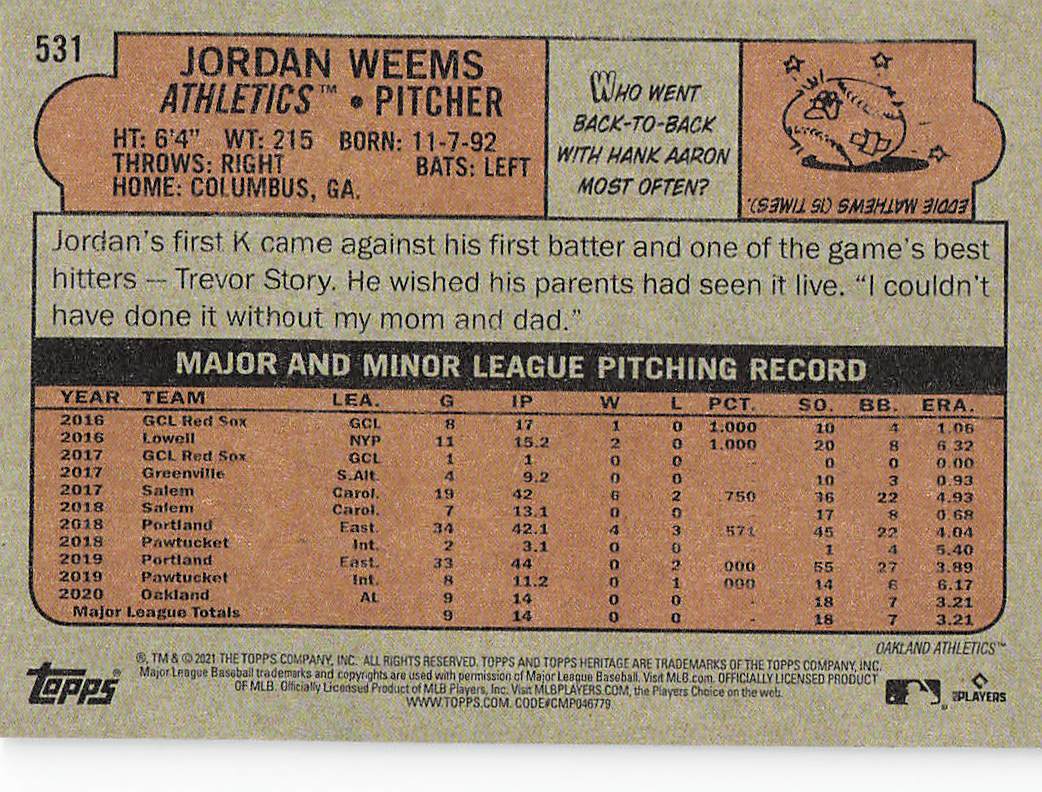 531
JORDAN WEEMS
ATHLETICS™ • PITCHER
HT: 6'4" WT: 215 BORN: 11-7-92
THROWS: RIGHT BATS: LEFT
HOME: COLUMBUS, GA.
WHO WENT
BACK-TO-BACK
WITH HANK AARON
MOST OFTEN?
EDDIE MATHEWS (15 TIMES).
Jordan's first K came against his first batter and one of the game's best
hitters -- Trevor Story. He wished his parents had seen it live. "I couldn't
have done it without my mom and dad."
MAJOR AND MINOR LEAGUE PITCHING RECORD
YEAR TEAM LEA. G IP W L PCT. SO. BB. ERA.
2016 GCL Red Sox GCL 8 17 1 0 1.000 10 4 1.06
2016 Lowell NYP 11 15.2 2 0 1.000 20 8 6.32
2017 GCL Red Sox GCL 1 1 0 0 - 0 0 0.00
2017 Greenville S.Atl. 4 9.2 0 0 - 10 3 0.93
2017 Salem Carol. 19 42 6 2 .750 36 22 4.93
2018 Salem Carol. 7 13.1 0 0 - 17 8 0.68
2018 Portland East. 34 42.1 4 3 .571 45 22 4.04
2018 Pawtucket Int. 2 3.1 0 0 - 1 4 5.40
2019 Portland East. 33 44 0 2 .000 55 27 3.89
2019 Pawtucket Int. 8 11.2 0 1 .000 14 6 6.17
2020 Oakland AL 9 14 0 0 - 18 7 3.21
Major League Totals 9 14 0 0 - 18 7 3.21
OAKLAND ATHLETICS™
®, TM & © 2021 THE TOPPS COMPANY, INC. ALL RIGHTS RESERVED. TOPPS AND TOPPS HERITAGE ARE TRADEMARKS OF THE TOPPS COMPANY, INC.
Major League Baseball trademarks and copyrights are used with permission of Major League Baseball. Visit MLB.com. OFFICIALLY LICENSED PRODUCT
OF MLB. Officially Licensed Product of MLB Players, Inc. Visit MLBPLAYERS.COM, the Players Choice on the web.
WWW.TOPPS.COM. CODE#CMP046779
topps®
MLB PLAYERS